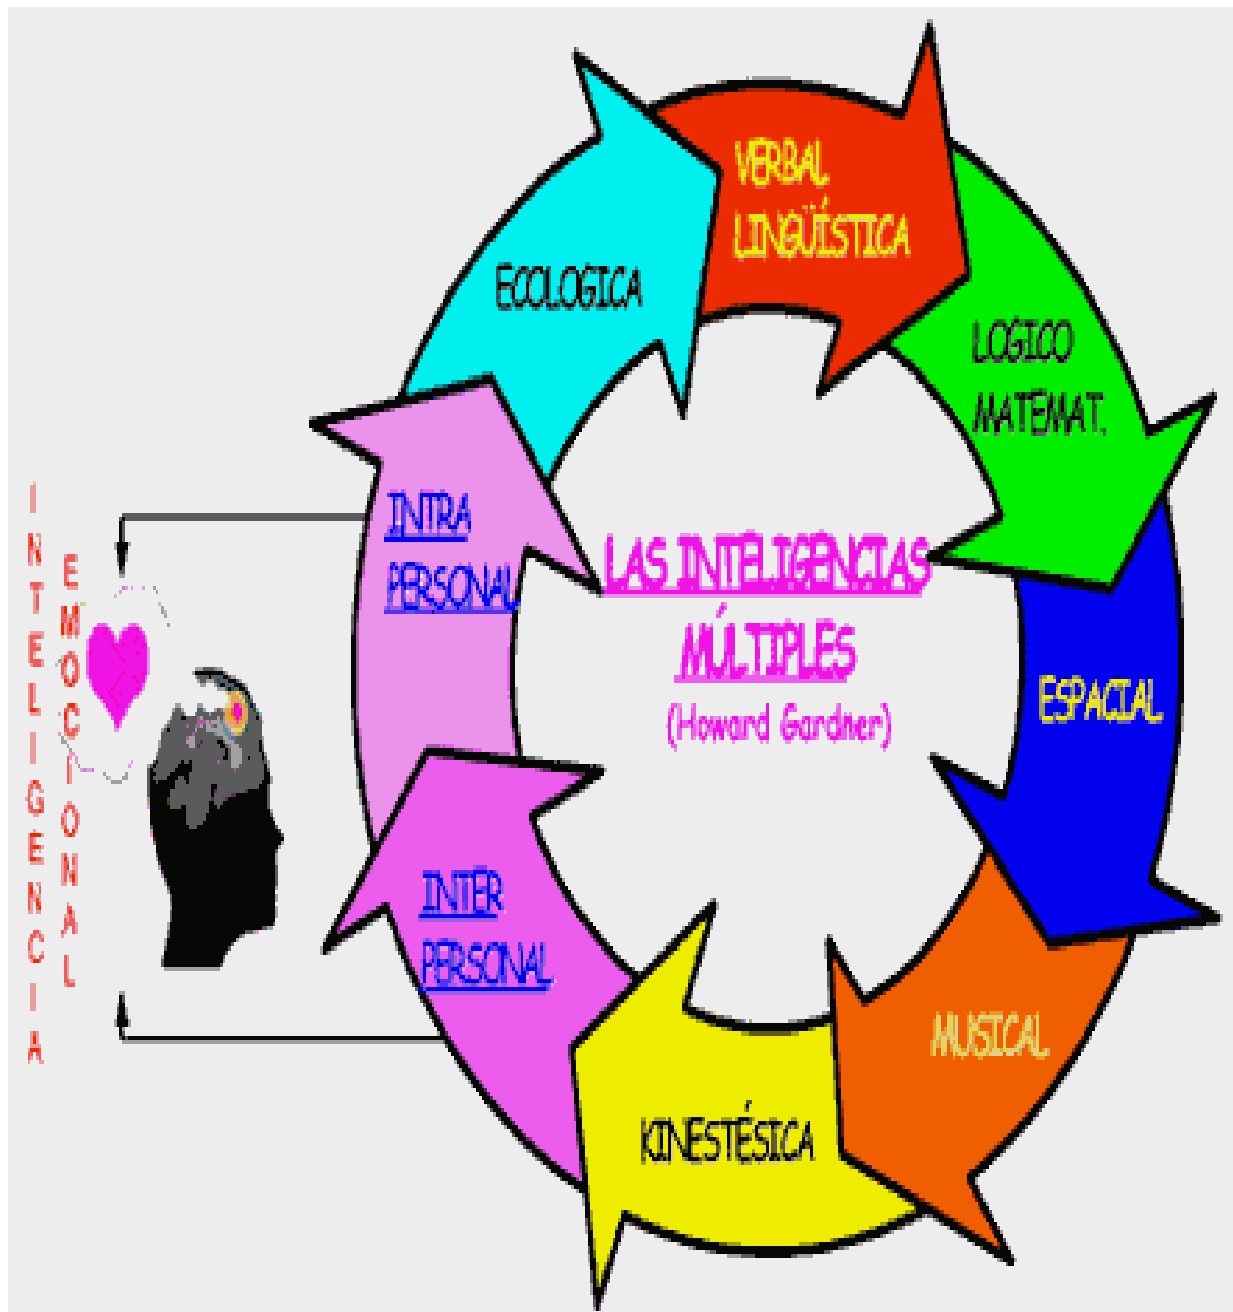 VERBAL
LINGÜÍSTICA
LOGICO
MATEMAT.
ESPACIAL
MUSICAL
KINESTÉSICA
INTER
PERSONAL
INTRA
PERSONAL
ECOLOGICA
LAS INTELIGENCIAS
MÚLTIPLES
(Howard Gardner)
INTELIGENCIA
EMOCIONAL